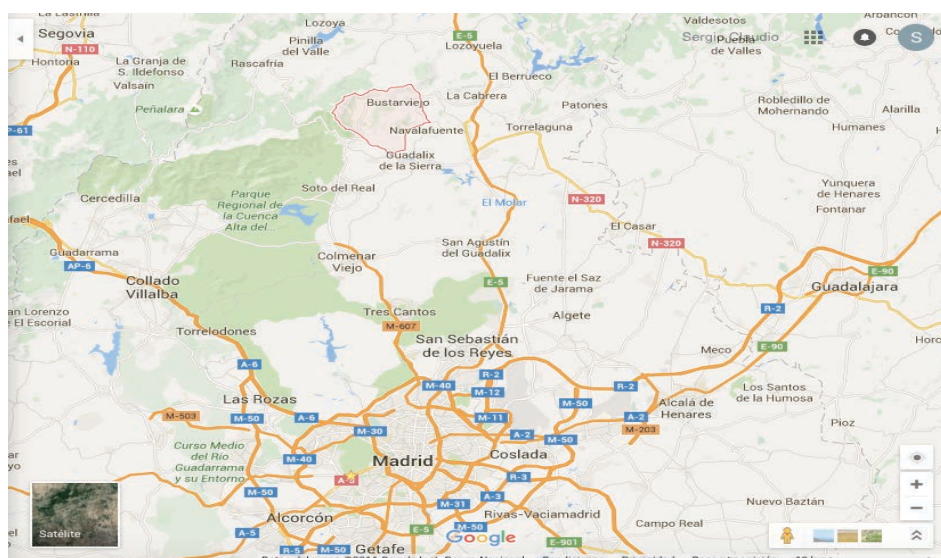 Segovia
N-110
Hontoria
La Granja de
S. Ildefonso
Valsaín
Lozoya
Pinilla
del Valle
Rascafría
E-5
Lozoyuela
Valdesotos
Sergio Claudio
Puebla
de Valles
Arbancón
S
Peñalara
Bustarviejo
La Cabrera
El Berrueco
Patones
Robledillo de
Mohernando
Alarilla
AP-61
Navalafuente
Torrelaguna
Humanes
Guadalix
de la Sierra
Cercedilla
Parque
Regional de
la Cuenca
Alta del...
Soto del Real
El Molar
N-320
Yunquera
de Henares
Fontanar
Guadarrama
AP-6
Colmenar
Viejo
San Agustín
del Guadalix
El Casar
N-320
Collado
Villalba
E-5
Fuente el Saz
de Jarama
E-90
Guadalajara
an Lorenzo
e El Escorial
Torrelodones
Tres Cantos
M-607
Algete
R-2
San Sebastián
de los Reyes
Meco
E-90
A-6
R-2
M-40
M-12
R-2
Los Santos
de la Humosa
Las Rozas
M-503
M-50
A-6
M-30
M-11
M-50
A-2
Alcalá de
Henares
M-203
Pioz
Curso Medio
del Río
Guadarrama
y su Entorno
M-40
Madrid
A-2
M-50
Coslada
A-5
R-3
M-50
A-3
Nuevo Baztán
Satélite
Alcorcón
M-31
Rivas-Vaciamadrid
Campo Real
A-5
E-5
M-50
Google
R-5
Getafe
E-901